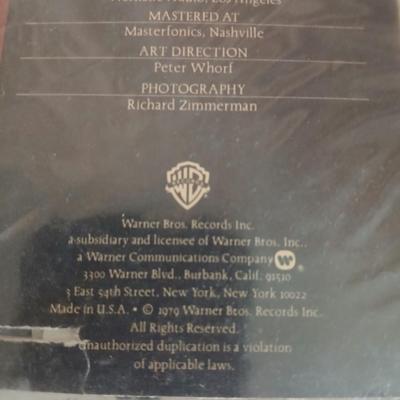 MASTERED AT
Masterfonics, Nashville
ART DIRECTION
Peter Whorf
PHOTOGRAPHY
Richard Zimmerman
Warner Bros. Records Inc.
a subsidiary and licensee of Warner Bros. Inc.,
a Warner Communications Company
3300 Warner Blvd., Burbank, Calif. 91510
3 East 54th Street, New York, New York 10022
Made in U.S.A. • © 1979 Warner Bros. Records Inc.
All Rights Reserved.
Unauthorized duplication is a violation
of applicable laws.